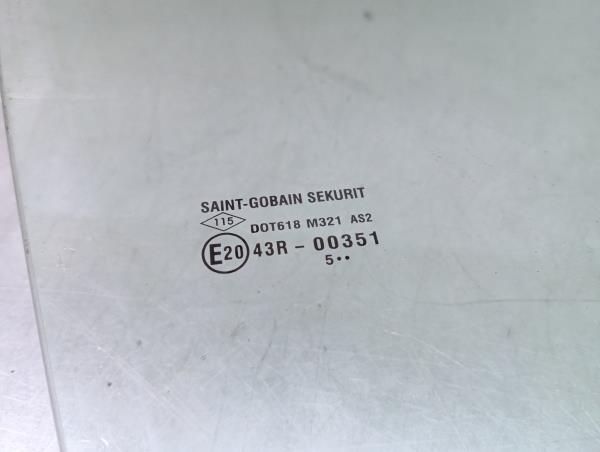 SAINT-GOBAIN SEKURIT
115 DOT618 M321 AS2
E20 43R - 00351
5••